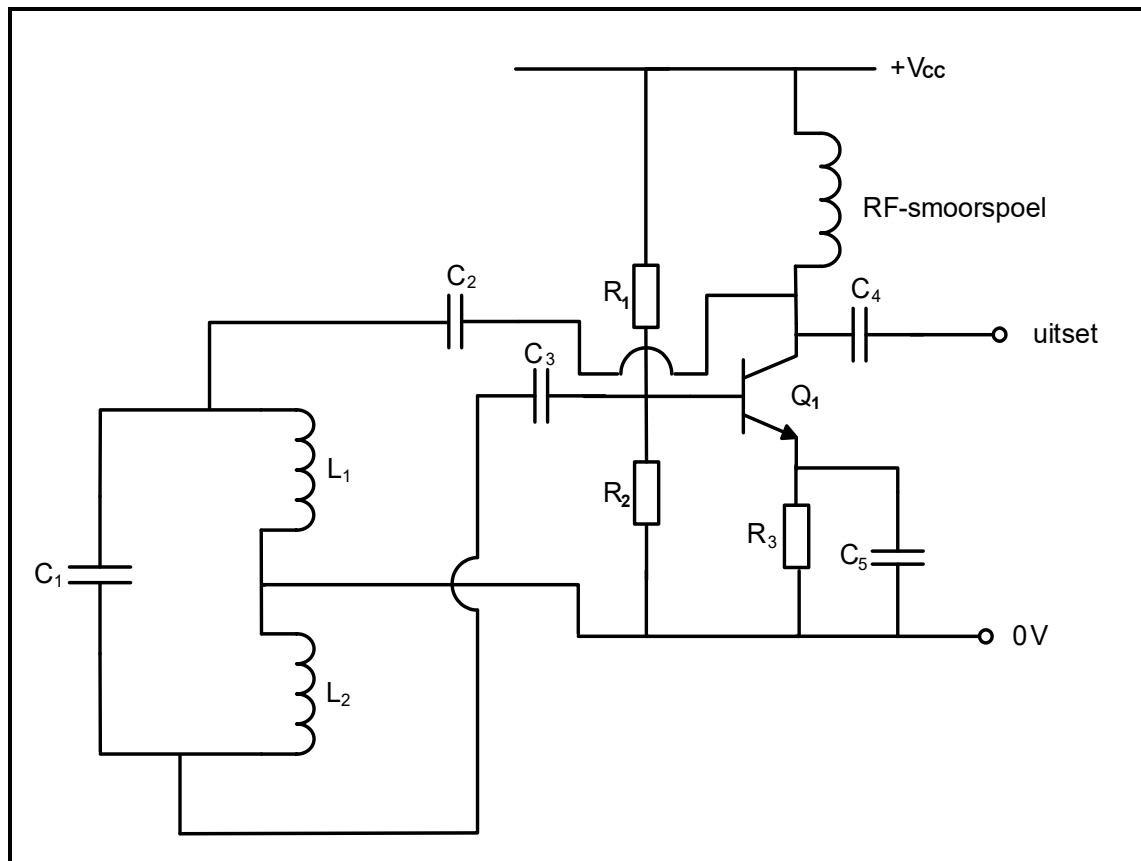 +Vcc
RF-smoorspoel
C₂
R₁
C₄
uitset
C₃
Q₁
L₁
R₂
R₃
C₅
C₁
0V
L₂